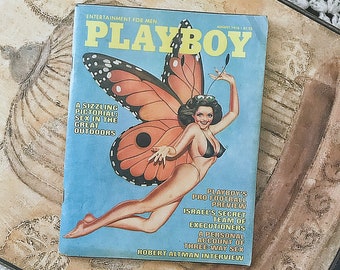 ENTERTAINMENT FOR MEN
PLAYBOY
A SIZZLING
PICTORIAL:
SEX IN THE
GREAT
OUTDOORS
PLAYBOY'S
PRO FOOTBALL
PREVIEW
ISRAEL'S SECRET
TEAM OF
EXECUTIONERS
A PERSONAL
ACCOUNT OF
THREE-WAY SEX
ROBERT ALTMAN INTERVIEW